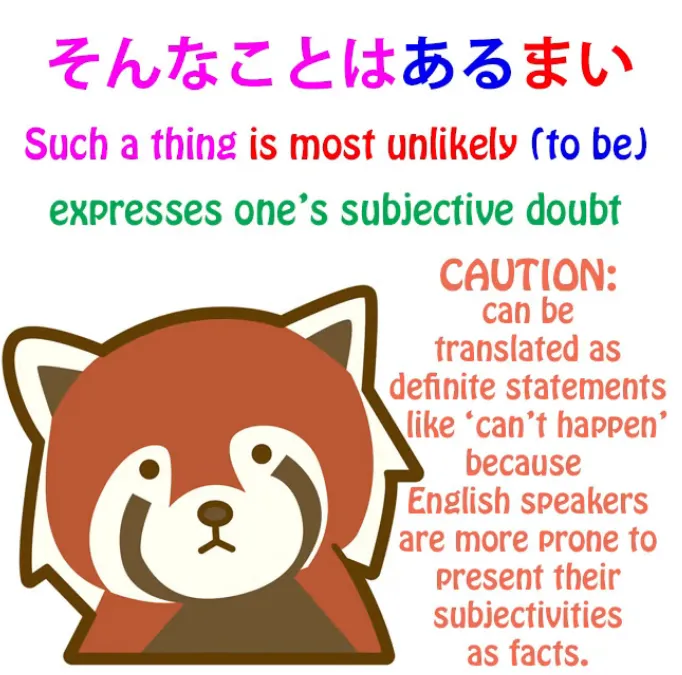 そんなことはあるまい
Such a thing is most unlikely (to be)
expresses one's subjective doubt
CAUTION:
can be
translated as
definite statements
like ‘can't happen’
because
English speakers
are more prone to
present their
subjectivities
as facts.